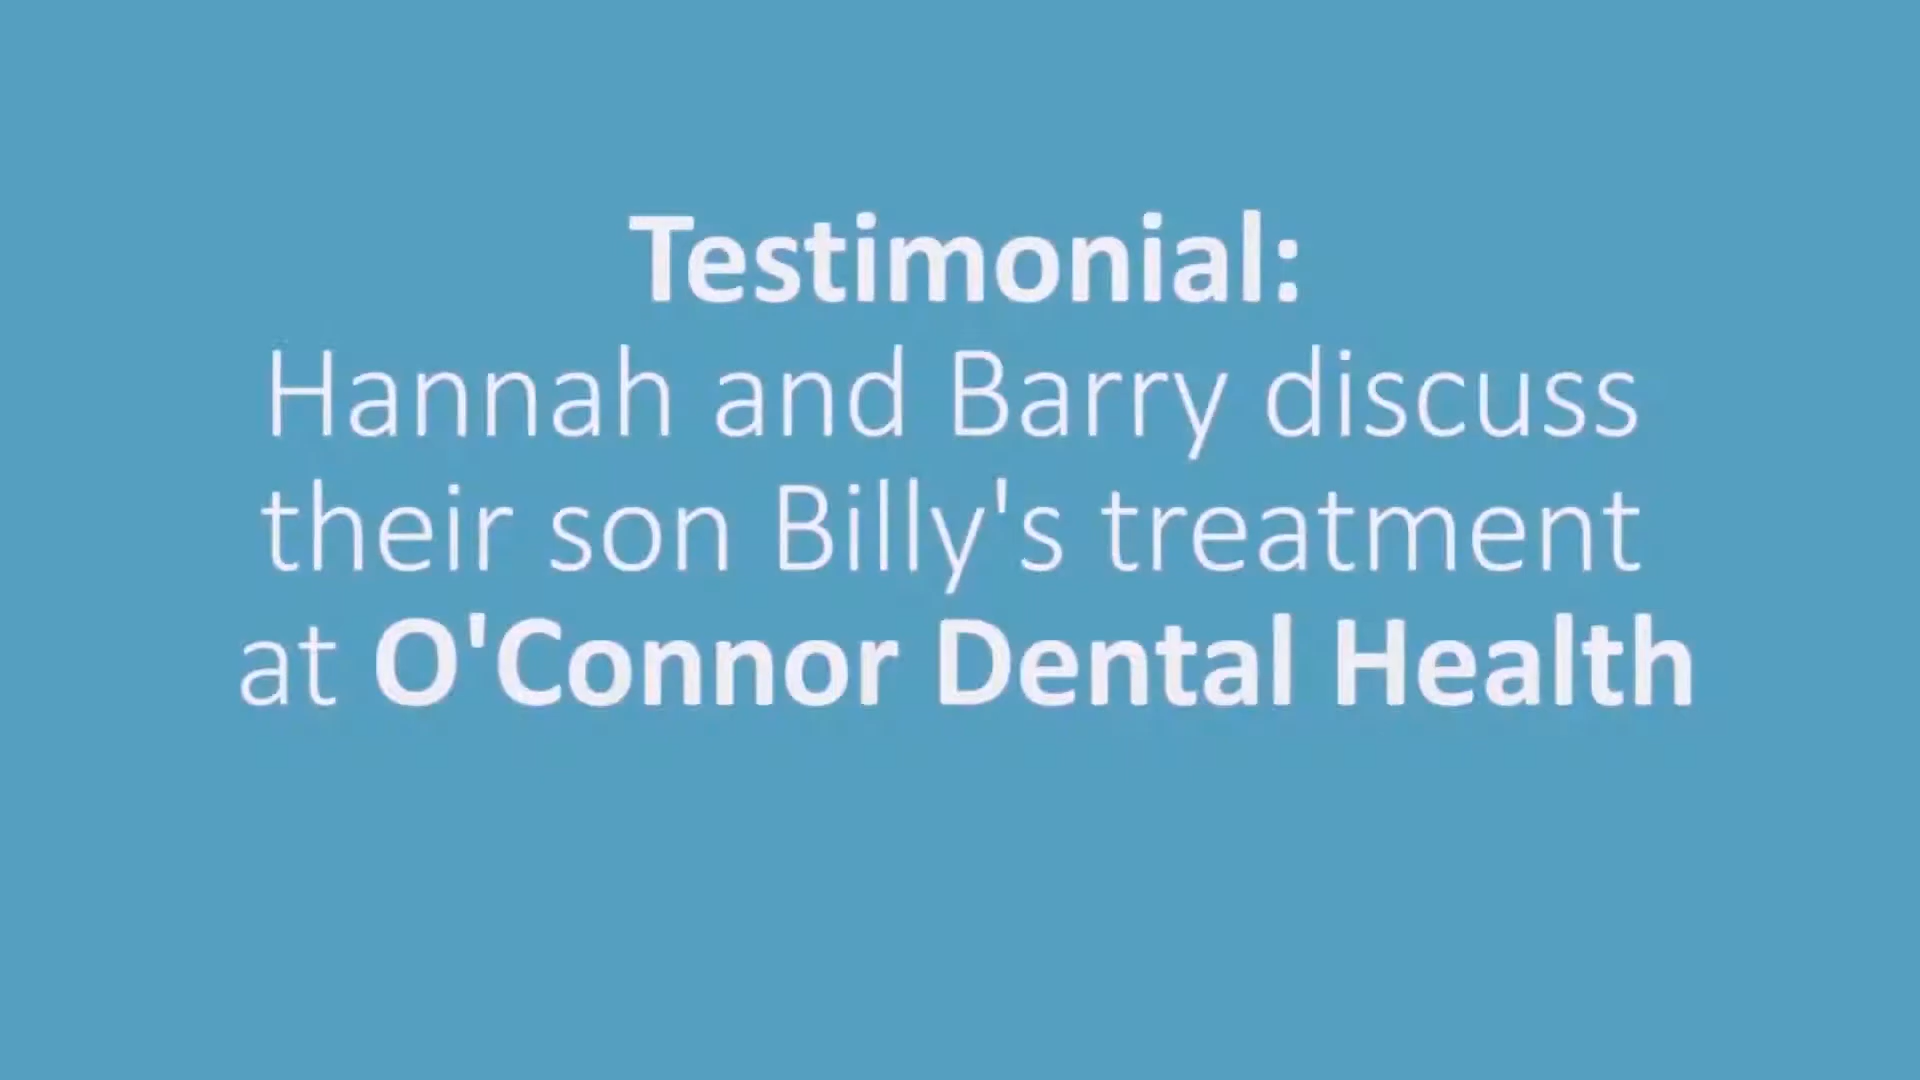 Testimonial:
Hannah and Barry discuss
their son Billy's treatment
at O'Connor Dental Health